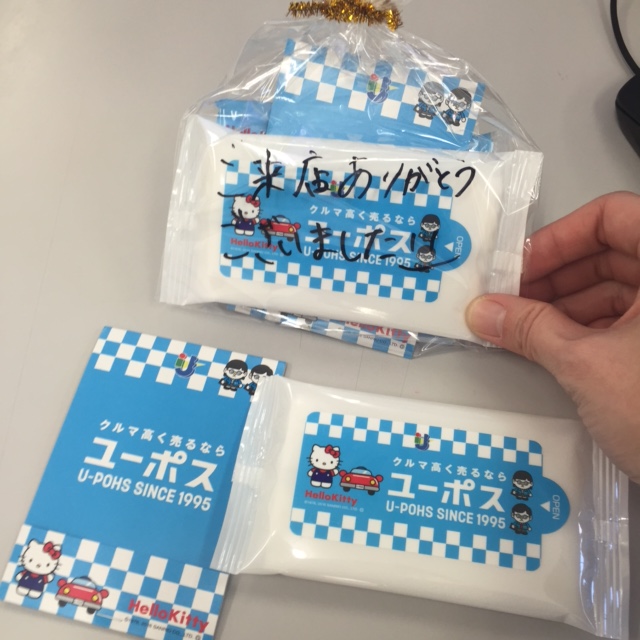 ご来店ありがとう
ございました
クルマ高く売るなら
ユーポス
U-POHS SINCE 1995
HelloKitty
OPEN
クルマ高く売るなら
ユーポス
U-POHS SINCE 1995
HelloKitty
クルマ高く売るなら
ユーポス
U-POHS SINCE 1995
HelloKitty
OPEN